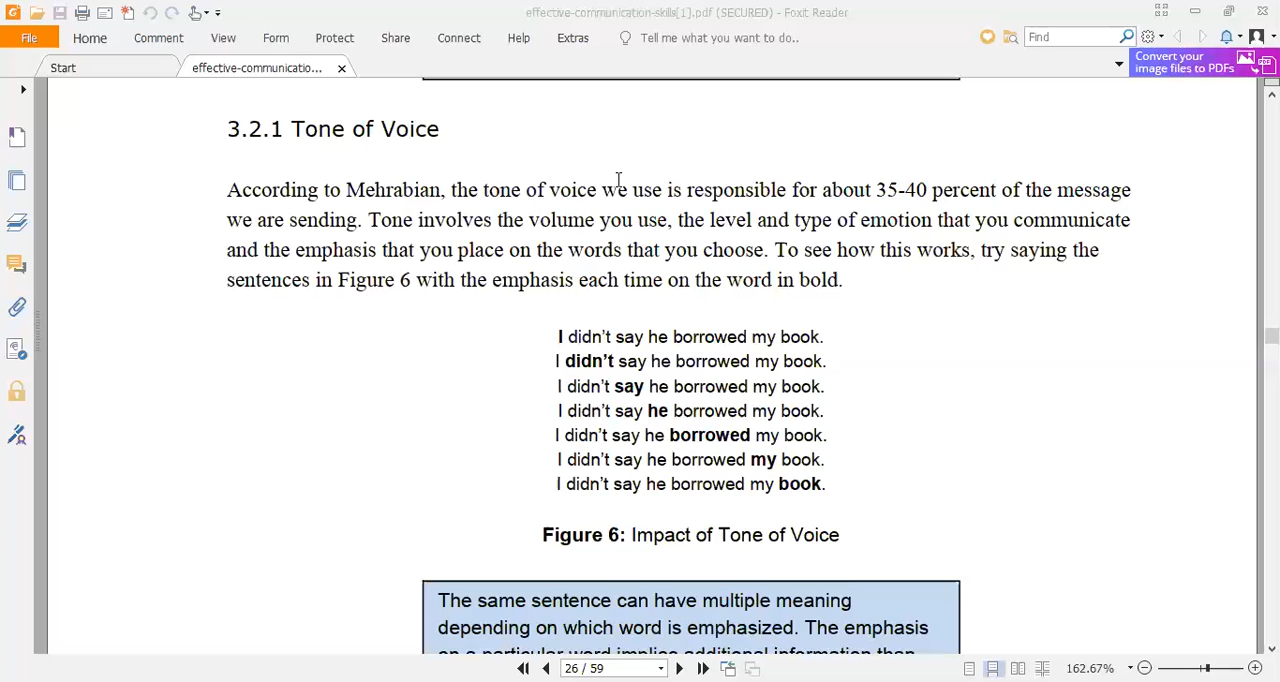 effective-communication-skills[1].pdf (SECURED) - Foxit Reader
File Home Comment View Form Protect Share Connect Help Extras Tell me what you want to do.. Find
Start effective-communicatio... Convert your
image files to PDFs
3.2.1 Tone of Voice
According to Mehrabian, the tone of voice we use is responsible for about 35-40 percent of the message
we are sending. Tone involves the volume you use, the level and type of emotion that you communicate
and the emphasis that you place on the words that you choose. To see how this works, try saying the
sentences in Figure 6 with the emphasis each time on the word in bold.
I didn't say he borrowed my book.
I didn't say he borrowed my book.
I didn't say he borrowed my book.
I didn't say he borrowed my book.
I didn't say he borrowed my book.
I didn't say he borrowed my book.
I didn't say he borrowed my book.
Figure 6: Impact of Tone of Voice
The same sentence can have multiple meaning
depending on which word is emphasized. The emphasis
on a particular word implies additional information than
26 / 59 162.67%